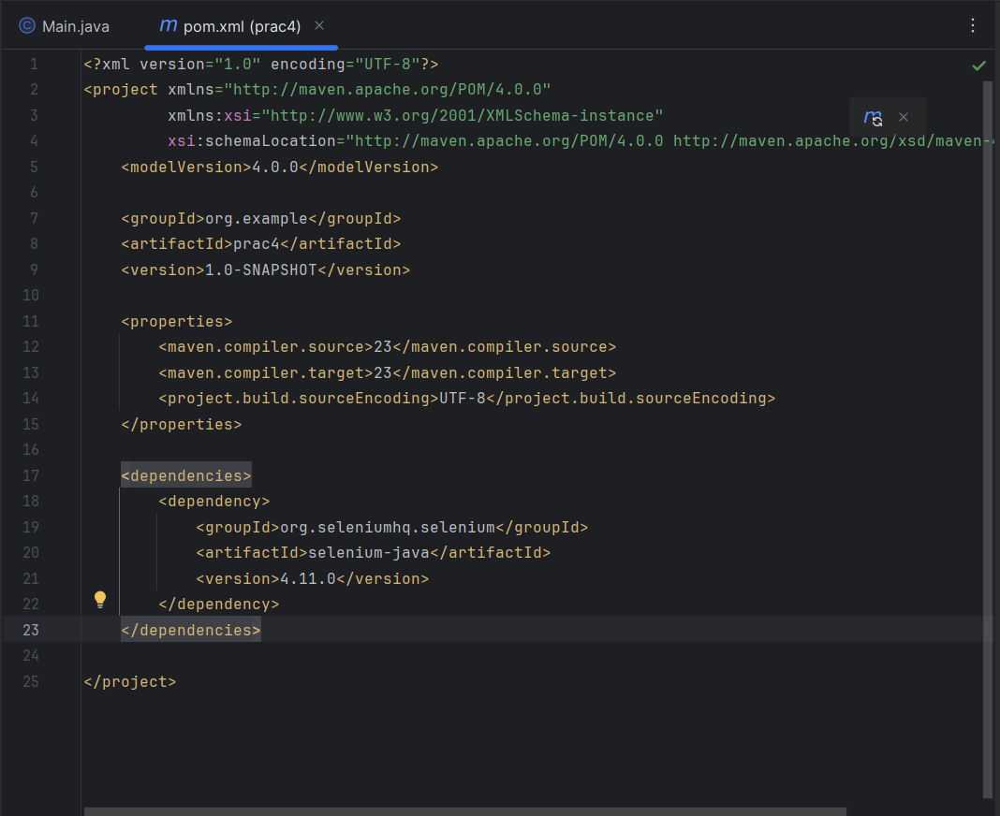 Main.java pom.xml (prac4)
1 <?xml version="1.0" encoding="UTF-8"?>
2 <project xmlns="http://maven.apache.org/POM/4.0.0"
3 xmlns:xsi="http://www.w3.org/2001/XMLSchema-instance"
4 xsi:schemaLocation="http://maven.apache.org/POM/4.0.0 http://maven.apache.org/xsd/maven-4
5 <modelVersion>4.0.0</modelVersion>
6
7 <groupId>org.example</groupId>
8 <artifactId>prac4</artifactId>
9 <version>1.0-SNAPSHOT</version>
10
11 <properties>
12 <maven.compiler.source>23</maven.compiler.source>
13 <maven.compiler.target>23</maven.compiler.target>
14 <project.build.sourceEncoding>UTF-8</project.build.sourceEncoding>
15 </properties>
16
17 <dependencies>
18 <dependency>
19 <groupId>org.seleniumhq.selenium</groupId>
20 <artifactId>selenium-java</artifactId>
21 <version>4.11.0</version>
22 </dependency>
23 </dependencies>
24
25 </project>